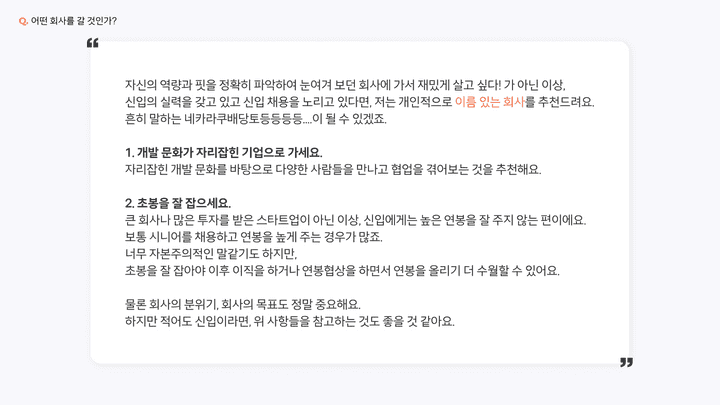 Q. 어떤 회사를 갈 것인가?
❝
자신의 역량과 핏을 정확히 파악하여 눈여겨 보던 회사에 가서 재밌게 살고 싶다! 가 아닌 이상,
신입의 실력을 갖고 있고 신입 채용을 노리고 있다면, 저는 개인적으로 이름 있는 회사를 추천드려요.
흔히 말하는 네카라쿠배당토등등등등....이 될 수 있겠죠.
1. 개발 문화가 자리잡힌 기업으로 가세요.
자리잡힌 개발 문화를 바탕으로 다양한 사람들을 만나고 협업을 겪어보는 것을 추천해요.
2. 초봉을 잘 잡으세요.
큰 회사나 많은 투자를 받은 스타트업이 아닌 이상, 신입에게는 높은 연봉을 잘 주지 않는 편이에요.
보통 시니어를 채용하고 연봉을 높게 주는 경우가 많죠.
너무 자본주의적인 말같기도 하지만,
초봉을 잘 잡아야 이후 이직을 하거나 연봉협상을 하면서 연봉을 올리기 더 수월할 수 있어요.
물론 회사의 분위기, 회사의 목표도 정말 중요해요.
하지만 적어도 신입이라면, 위 사항들을 참고하는 것도 좋을 것 같아요.
❞